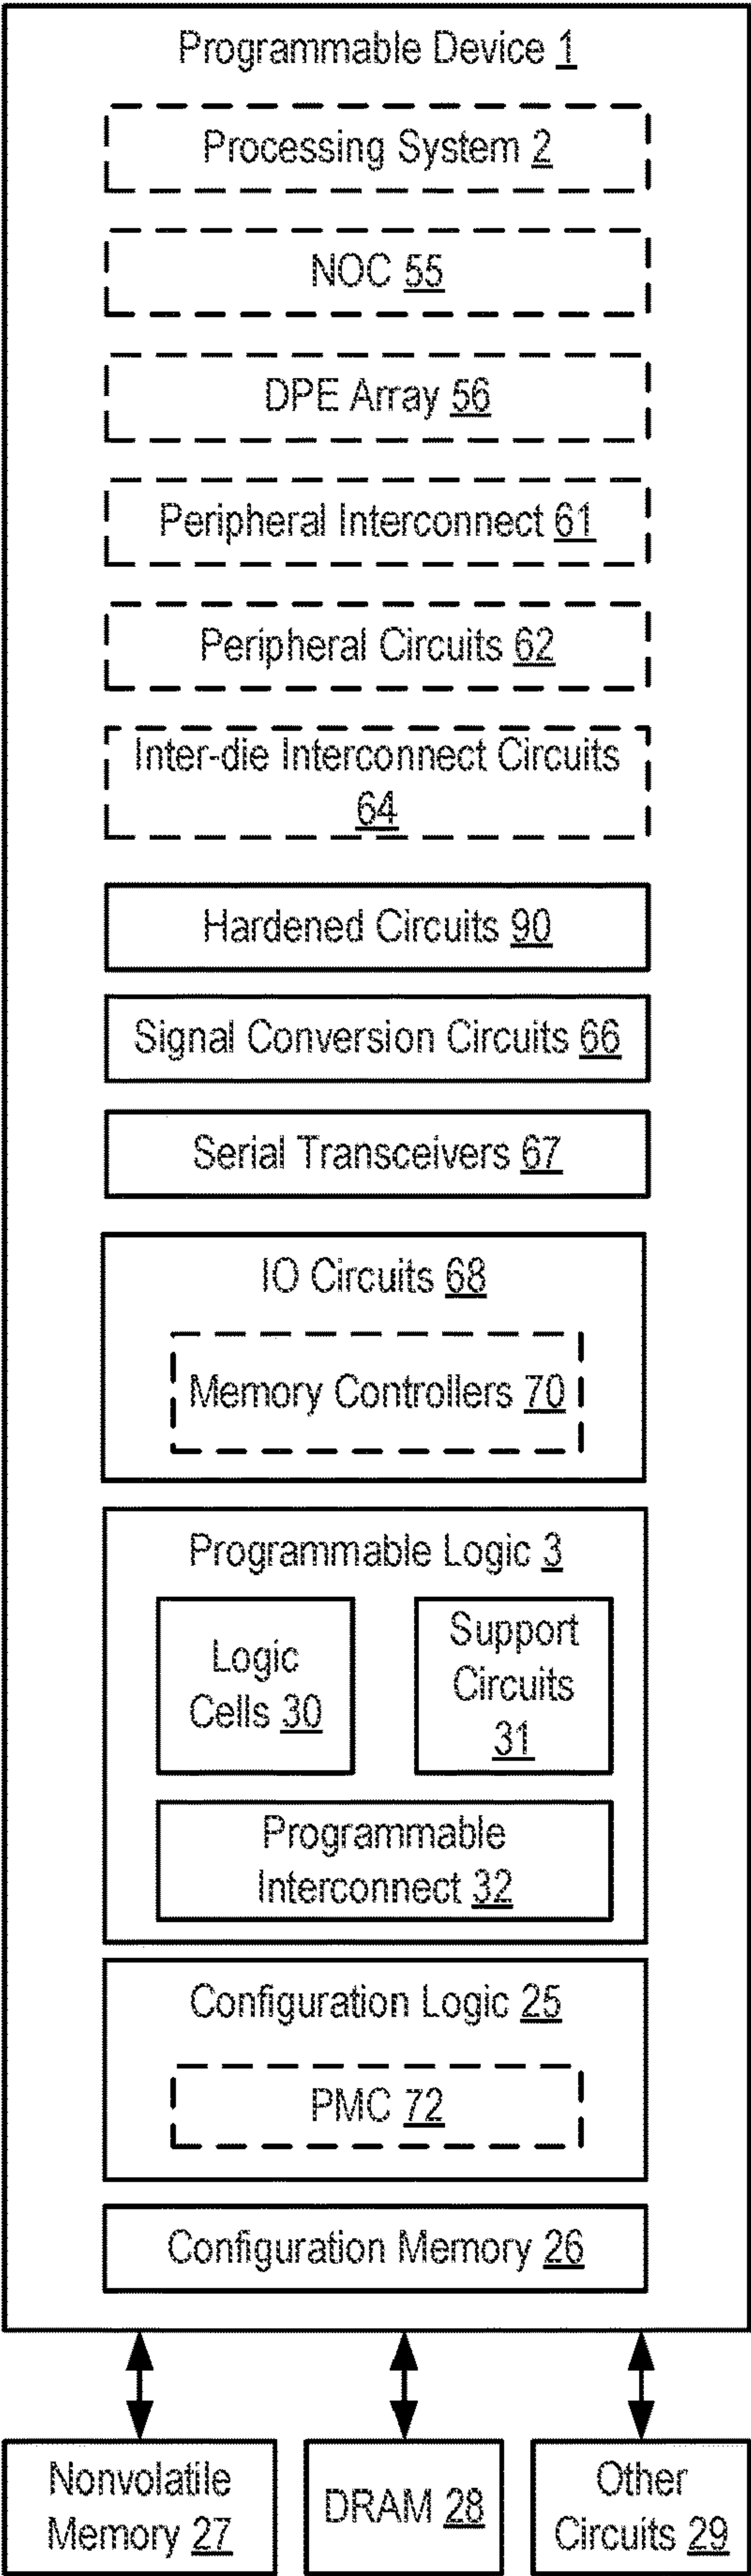 Programmable Device 1
Processing System 2
NOC 55
DPE Array 56
Peripheral Interconnect 61
Peripheral Circuits 62
Inter-die Interconnect Circuits
64
Hardened Circuits 90
Signal Conversion Circuits 66
Serial Transceivers 67
IO Circuits 68
Memory Controllers 70
Programmable Logic 3
Logic
Cells 30
Support
Circuits
31
Programmable
Interconnect 32
Configuration Logic 25
PMC 72
Configuration Memory 26
Nonvolatile
Memory 27
DRAM 28
Other
Circuits 29